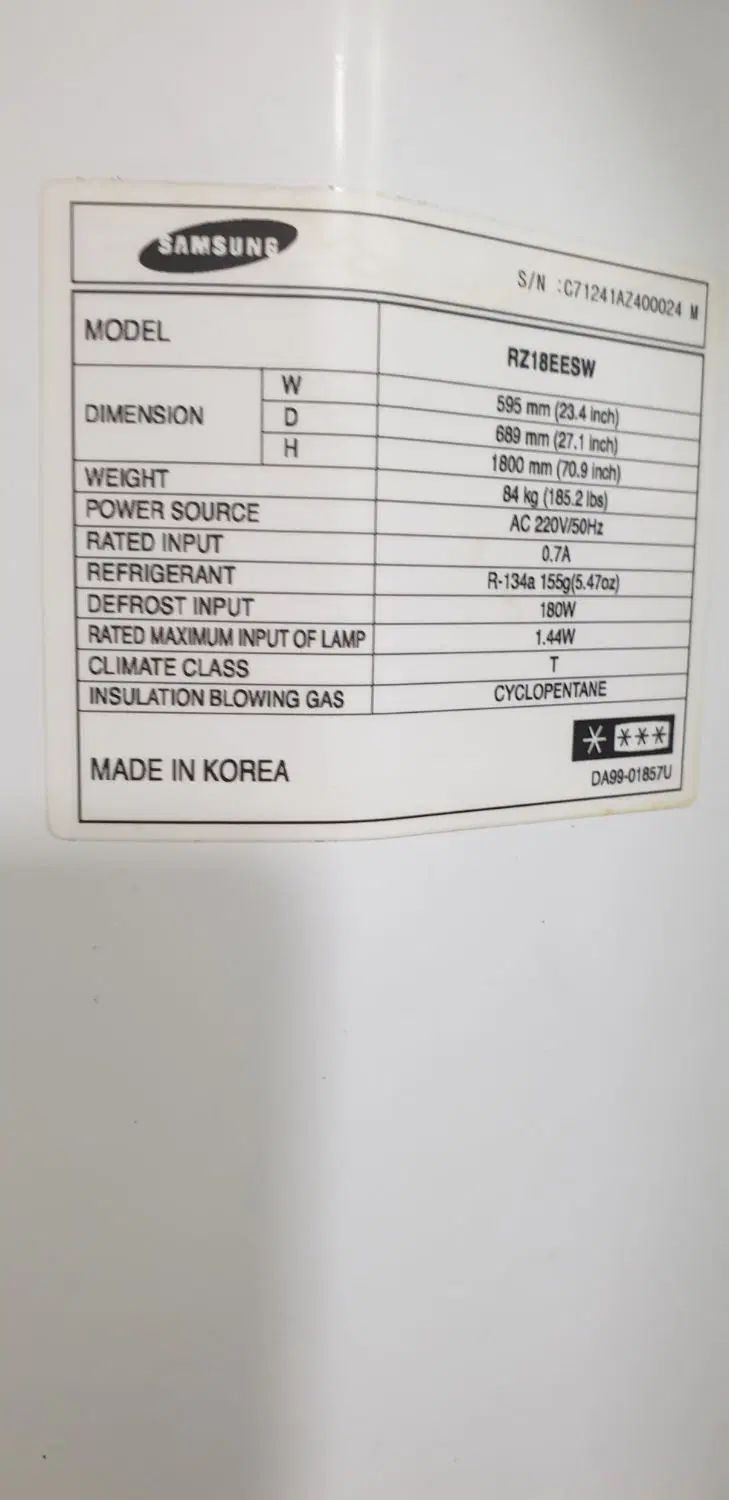 SAMSUNG
S/N :C71241AZ400024 M
MODEL RZ18EESW
DIMENSION
W 595 mm (23.4 inch)
D 689 mm (27.1 inch)
H 1800 mm (70.9 inch)
WEIGHT 84 kg (185.2 lbs)
POWER SOURCE AC 220V/50Hz
RATED INPUT 0.7A
REFRIGERANT R-134a 155g(5.47oz)
DEFROST INPUT 180W
RATED MAXIMUM INPUT OF LAMP 1.44W
CLIMATE CLASS T
INSULATION BLOWING GAS CYCLOPENTANE
MADE IN KOREA
DA99-01857U